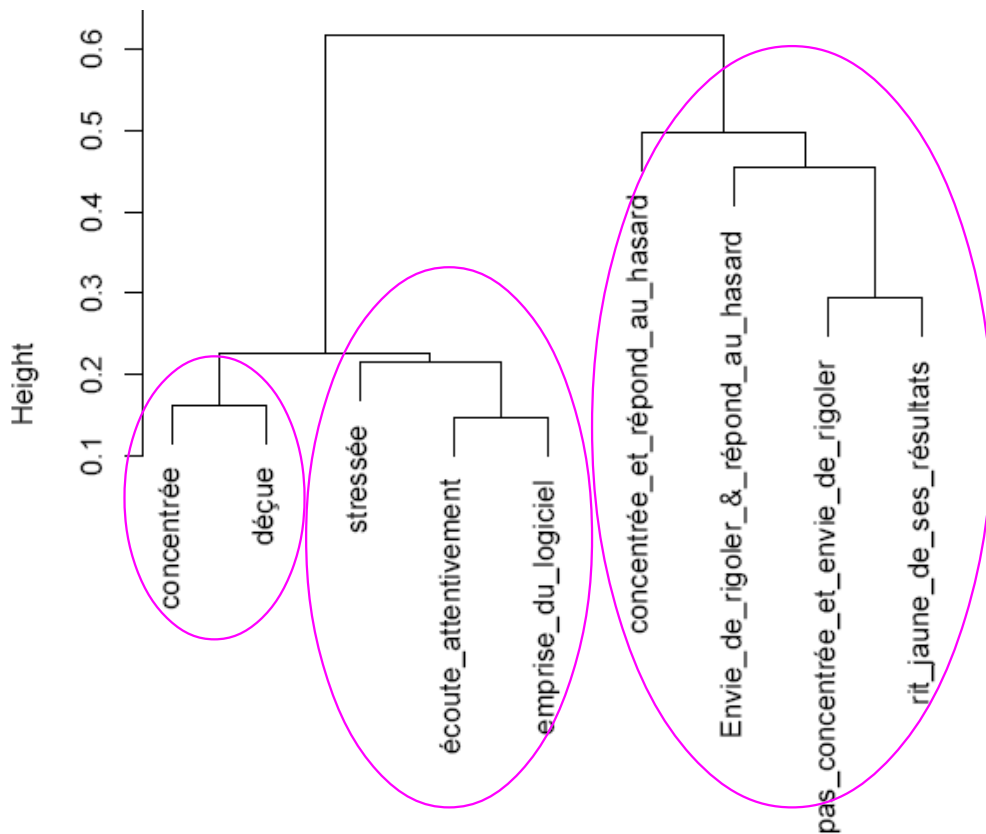 Height
0.6
0.5
0.4
0.3
0.2
0.1
concentrée
déçue
stressée
écoute_attentivement
emprise_du_logiciel
concentrée_et_répond_au_hasard
Envie_de_rigoler_&_répond_au_hasard
pas_concentrée_et_envie_de_rigoler
rit_jaune_de_ses_résultats